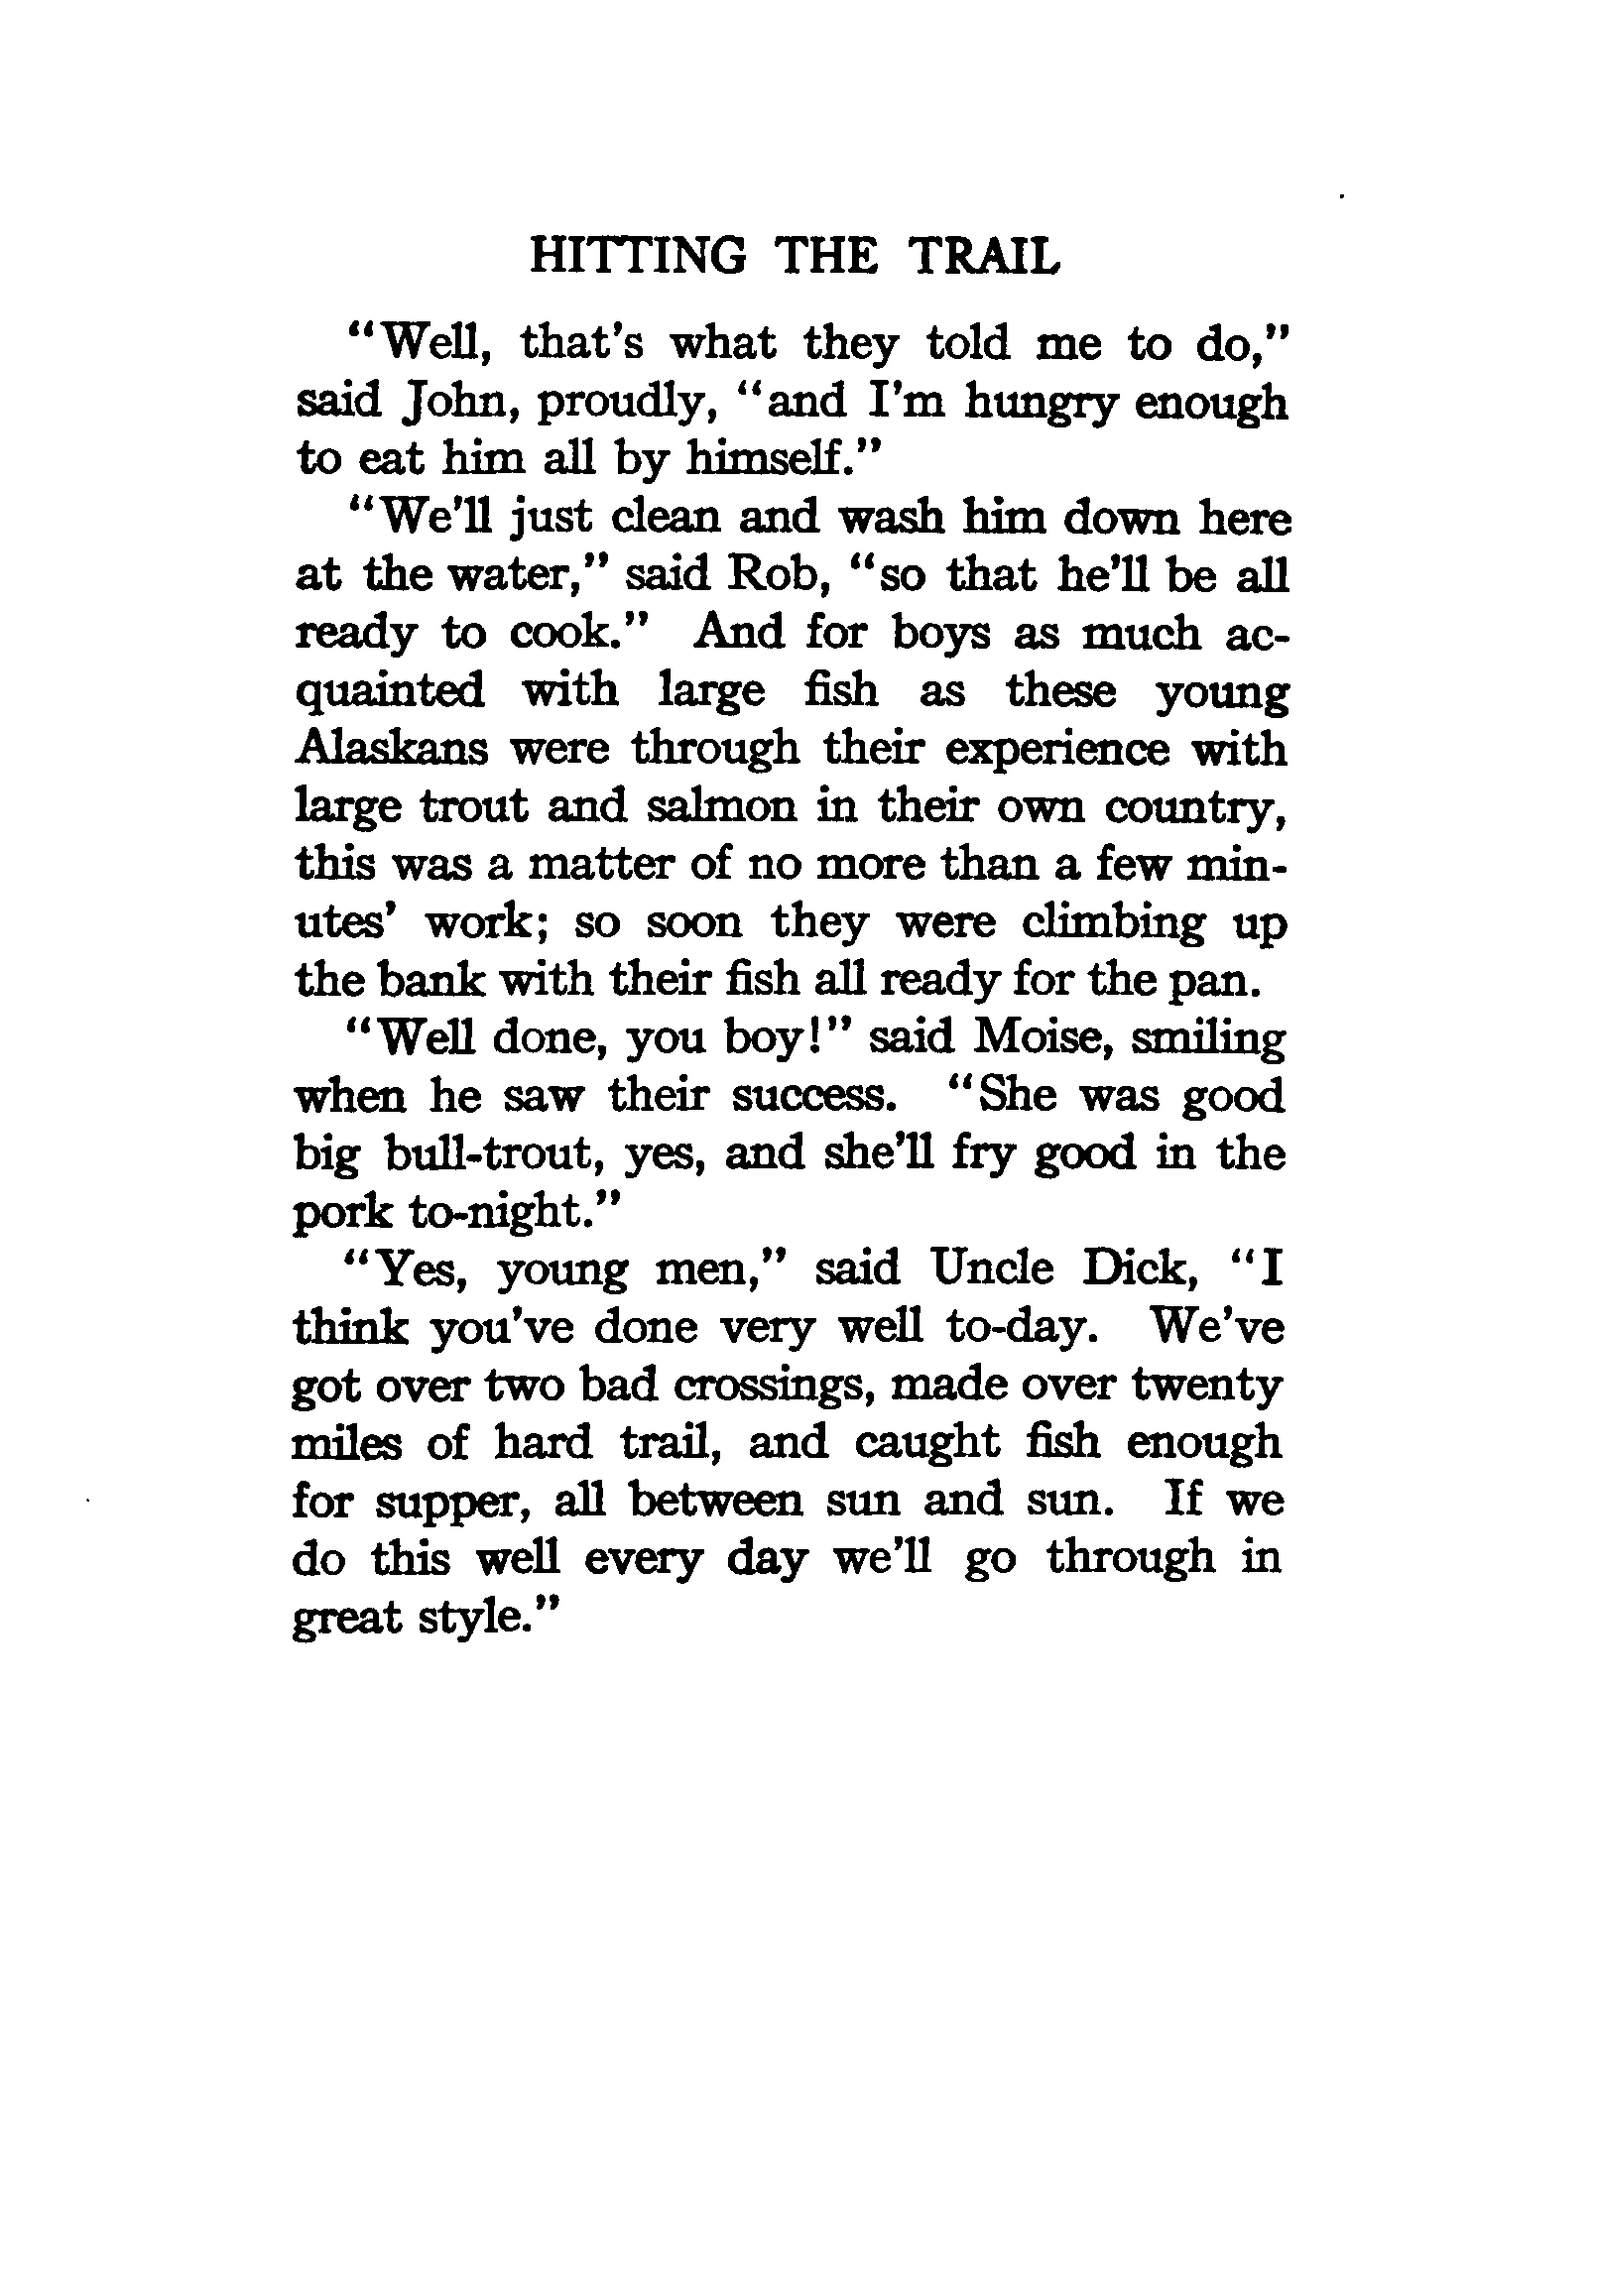 HITTING THE TRAIL
"Well, that's what they told me to do,"
said John, proudly, "and I'm hungry enough
to eat him all by himself."
"We'll just clean and wash him down here
at the water," said Rob, "so that he'll be all
ready to cook." And for boys as much ac-
quainted with large fish as these young
Alaskans were through their experience with
large trout and salmon in their own country,
this was a matter of no more than a few min-
utes' work; so soon they were climbing up
the bank with their fish all ready for the pan.
"Well done, you boy!" said Moise, smiling
when he saw their success. "She was good
big bull-trout, yes, and she'll fry good in the
pork to-night."
"Yes, young men," said Uncle Dick, "I
think you've done very well to-day. We've
got over two bad crossings, made over twenty
miles of hard trail, and caught fish enough
for supper, all between sun and sun. If we
do this well every day we'll go through in
great style."